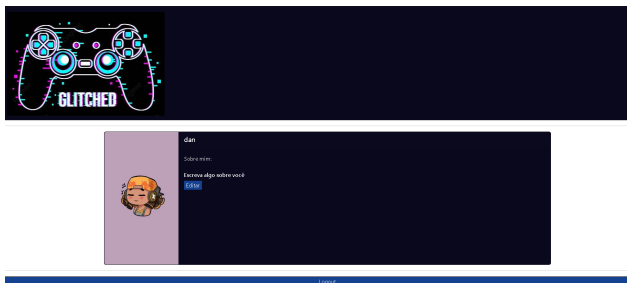 GLITCHED
dan
Sobre mim:
Escreva algo sobre você
Editar
Logout